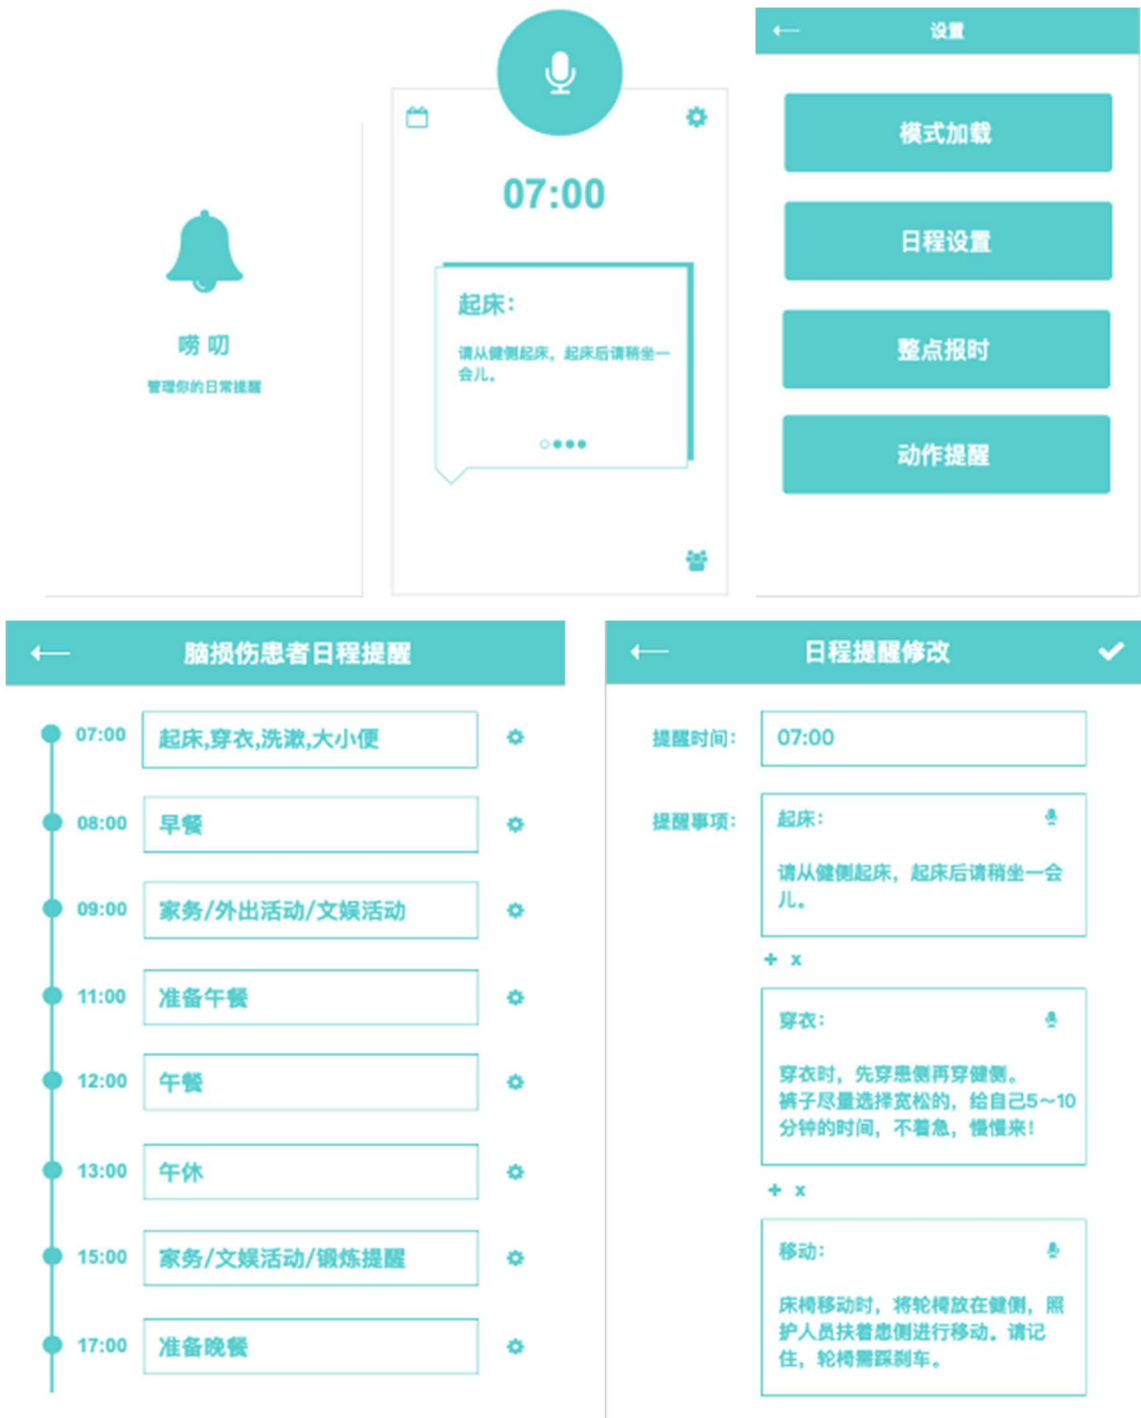 唠叨
管理你的日常提醒
07:00
起床：
请从健侧起床，起床后请稍坐一
会儿。
设置
模式加载
日程设置
整点报时
动作提醒
脑损伤患者日程提醒
07:00 起床,穿衣,洗漱,大小便
08:00 早餐
09:00 家务/外出活动/文娱活动
11:00 准备午餐
12:00 午餐
13:00 午休
15:00 家务/文娱活动/锻炼提醒
17:00 准备晚餐
日程提醒修改
提醒时间： 07:00
提醒事项： 起床：
请从健侧起床，起床后请稍坐一会
儿。
+ x
穿衣：
穿衣时，先穿患侧再穿健侧。
裤子尽量选择宽松的，给自己5～10
分钟的时间，不着急，慢慢来！
+ x
移动：
床椅移动时，将轮椅放在健侧，照
护人员扶着患侧进行移动。请记
住，轮椅需踩刹车。